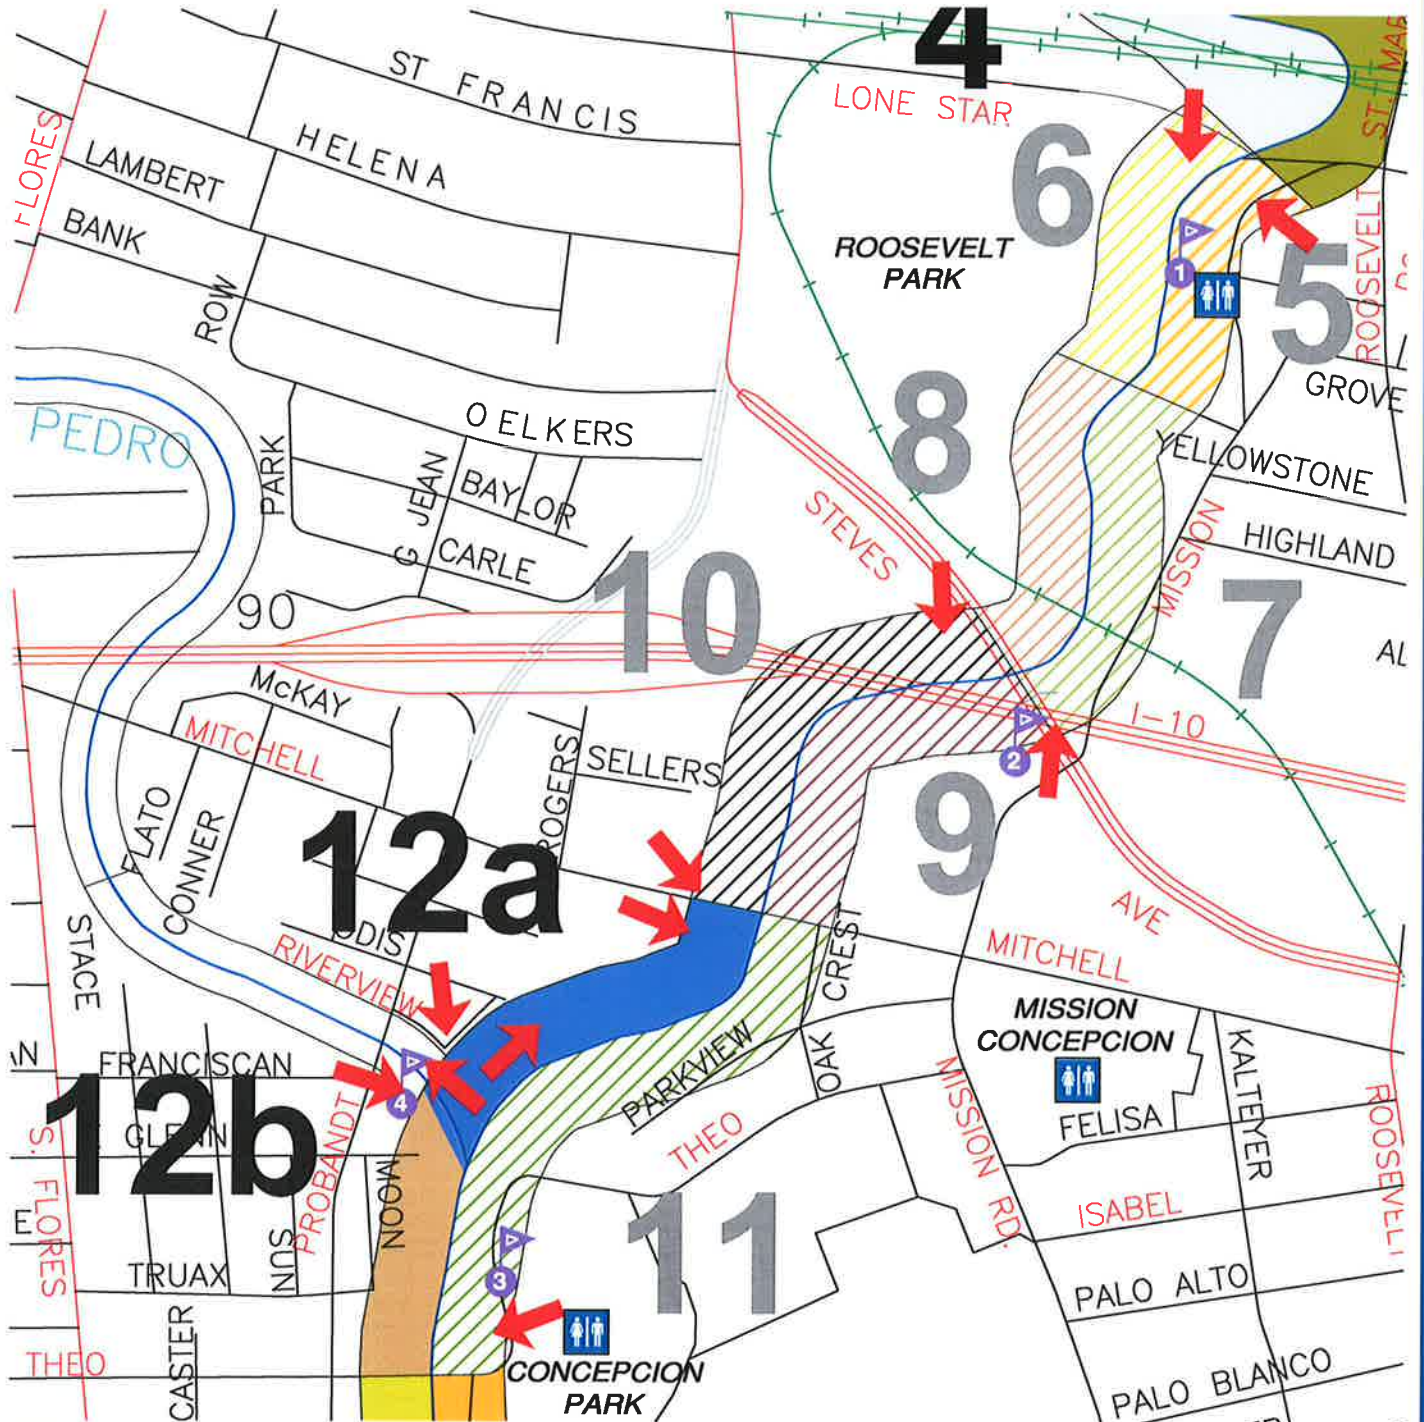 4
ST. MAR
ST FRANCIS
LONE STAR
FLORES
HELENA
LAMBERT
6
BANK
ROOSEVELT
PARK
ROOSEVELT
1
5
ROW
GROVE
PEDRO
OELKERS
8
PARK
G JEAN
BAYLOR
YELLOWSTONE
STEVES
CARLE
MISSION
HIGHLAND
90
10
7
AL
McKAY
MITCHELL
I-10
ROGERS
SELLERS
2
FLATO
CONNER
12a
9
AVE
STACE
ODIS
RIVERVIEW
CREST
MITCHELL
MISSION
CONCEPCION
FRANCISCAN
PARKVIEW
OAK
KALTEYER
4
12b
GLENN
PROBANDT
THEO
MISSION RD.
FELISA
ROOSEVELT
S. FLORES
MOON
SUN
11
ISABEL
3
TRUAX
PALO ALTO
CASTER
THEO
CONCEPCION
PARK
PALO BLANCO